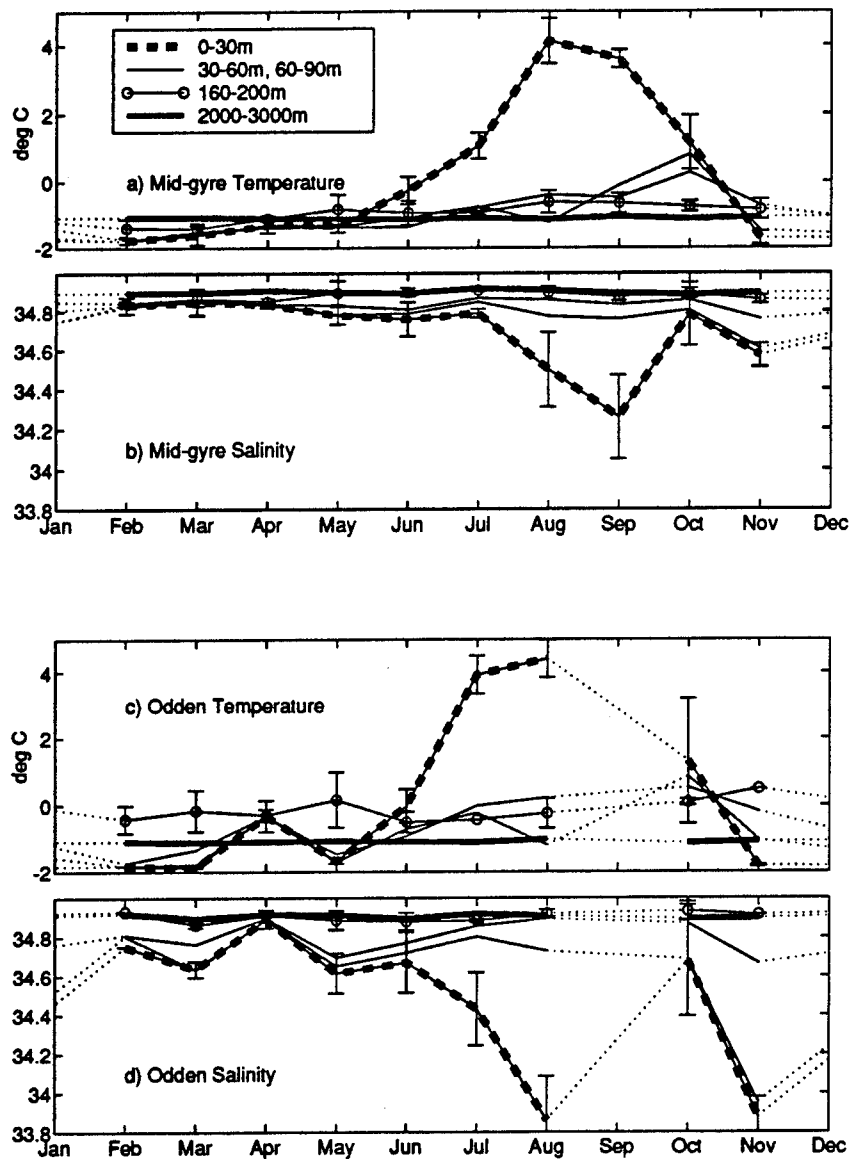 4
2
0
-2
deg C
0-30m
30-60m, 60-90m
160-200m
2000-3000m
a) Mid-gyre Temperature
34.8
34.6
34.4
34.2
34
33.8
b) Mid-gyre Salinity
Jan Feb Mar Apr May Jun Jul Aug Sep Oct Nov Dec
4
2
0
-2
deg C
c) Odden Temperature
34.8
34.6
34.4
34.2
34
33.8
d) Odden Salinity
Jan Feb Mar Apr May Jun Jul Aug Sep Oct Nov Dec